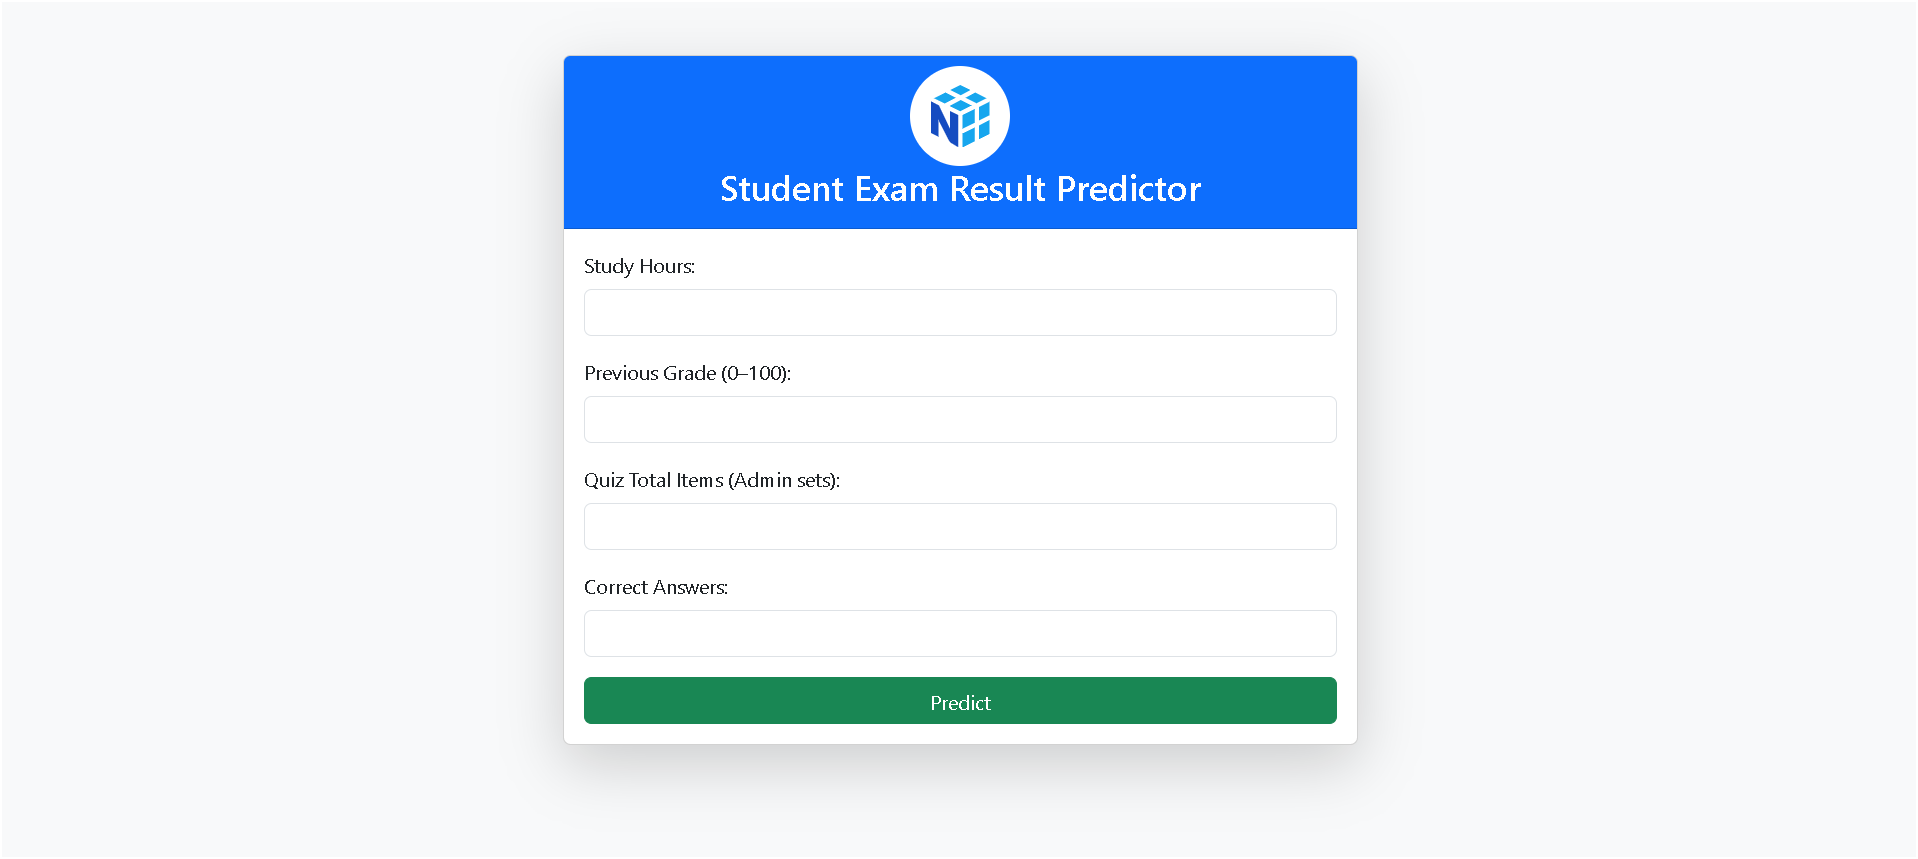 Student Exam Result Predictor
Study Hours:
Previous Grade (0–100):
Quiz Total Items (Admin sets):
Correct Answers:
Predict